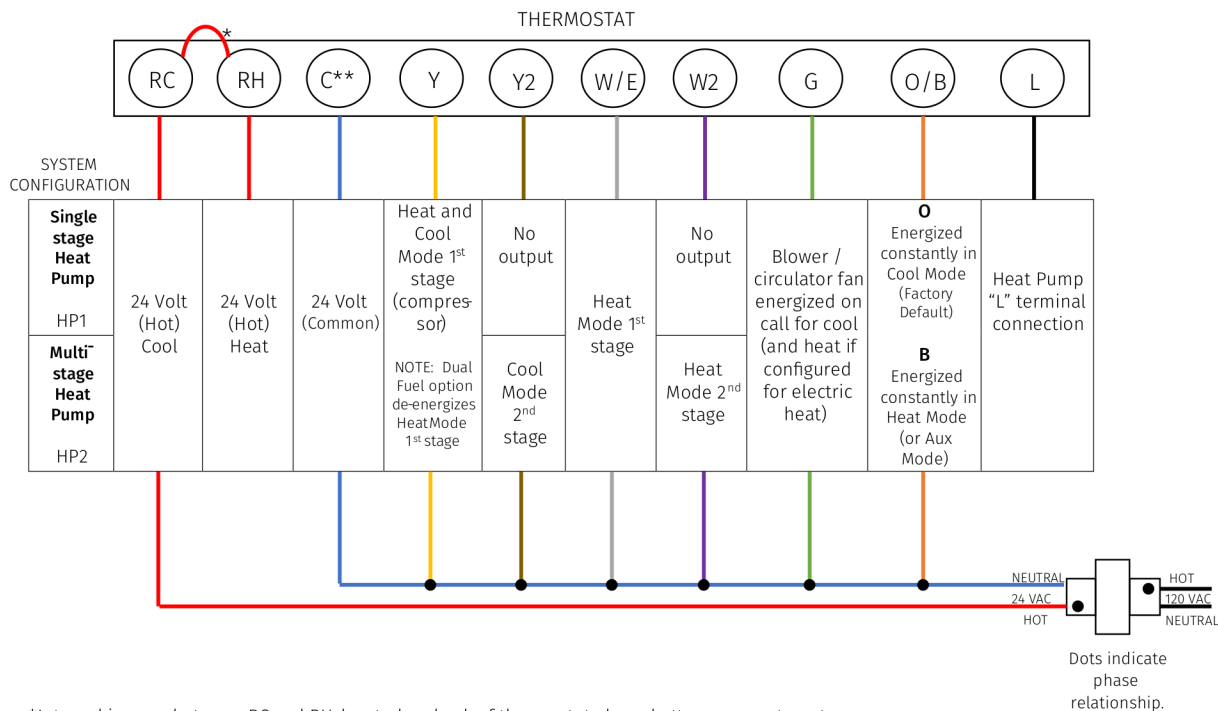 THERMOSTAT
*
RC
RH
C**
Y
Y2
W/E
W2
G
O/B
L
SYSTEM
CONFIGURATION
Single
stage
Heat
Pump
HP1
Multi-
stage
Heat
Pump
HP2
24 Volt
(Hot)
Cool
24 Volt
(Hot)
Heat
24 Volt
(Common)
Heat and
Cool
Mode 1st
stage
(compres-
sor)
NOTE: Dual
Fuel option
de-energizes
HeatMode
1st stage
No
output
Cool
Mode
2nd
stage
Heat
Mode 1st
stage
No
output
Heat
Mode 2nd
stage
Blower /
circulator fan
energized on
call for cool
(and heat if
configured
for electric
heat)
O
Energized
constantly in
Cool Mode
(Factory
Default)
B
Energized
constantly in
Heat Mode
(or Aux
Mode)
Heat Pump
“L” terminal
connection
NEUTRAL
24 VAC
HOT
HOT
120 VAC
NEUTRAL
Dots indicate
phase
relationship.